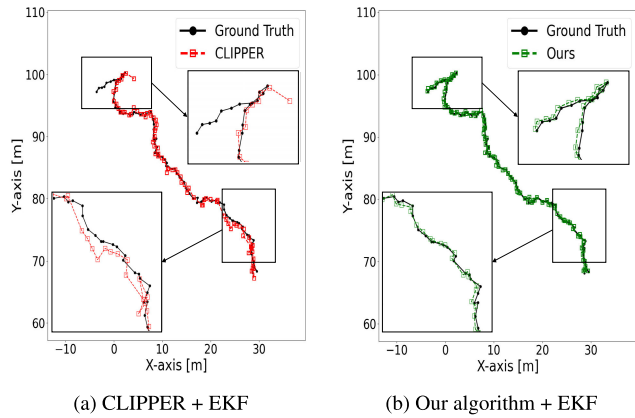 110
100
90
80
70
60
Y-axis [m]
−10 0 10 20 30
X-axis [m]
Ground Truth
CLIPPER
(a) CLIPPER + EKF
110
100
90
80
70
60
Y-axis [m]
−10 0 10 20 30
X-axis [m]
Ground Truth
Ours
(b) Our algorithm + EKF